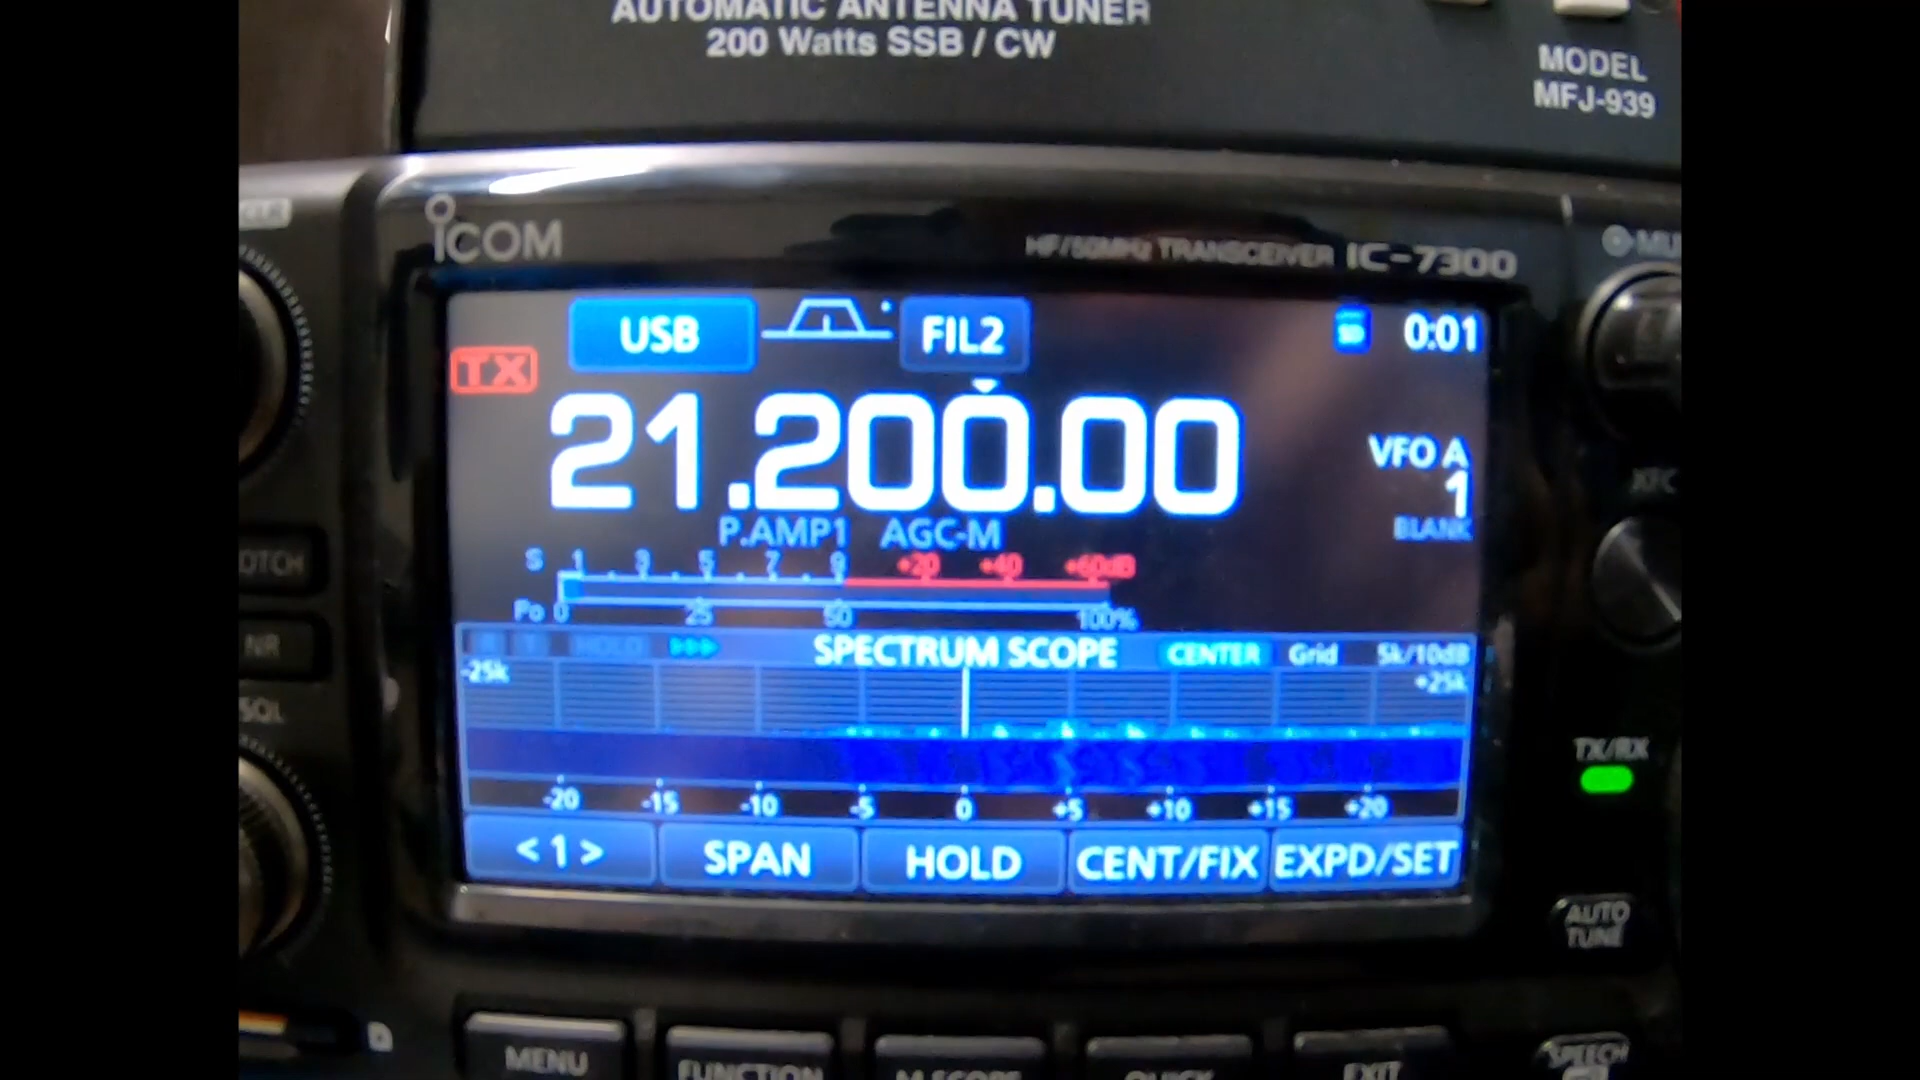 AUTOMATIC ANTENNA TUNER
200 Watts SSB / CW
MODEL
MFJ-939
ICOM
HF/50MHz TRANSCEIVER IC-7300
USB
FIL2
0:01
TX
21.200.00
VFO A
1
BLANK
P.AMP1 AGC-M
S 1 3 5 7 9 +20 +40 +60dB
Po 0 25 50 100%
HOLD
SPECTRUM SCOPE
CENTER
Grid
5k/10dB
-25k
+25k
-20 -15 -10 -5 0 +5 +10 +15 +20
< 1 >
SPAN
HOLD
CENT/FIX
EXPD/SET
NR
TX/RX
AUTO
TUNE
MENU
FUNCTION
M.SCOPE
QUICK
EXIT
SPEECH